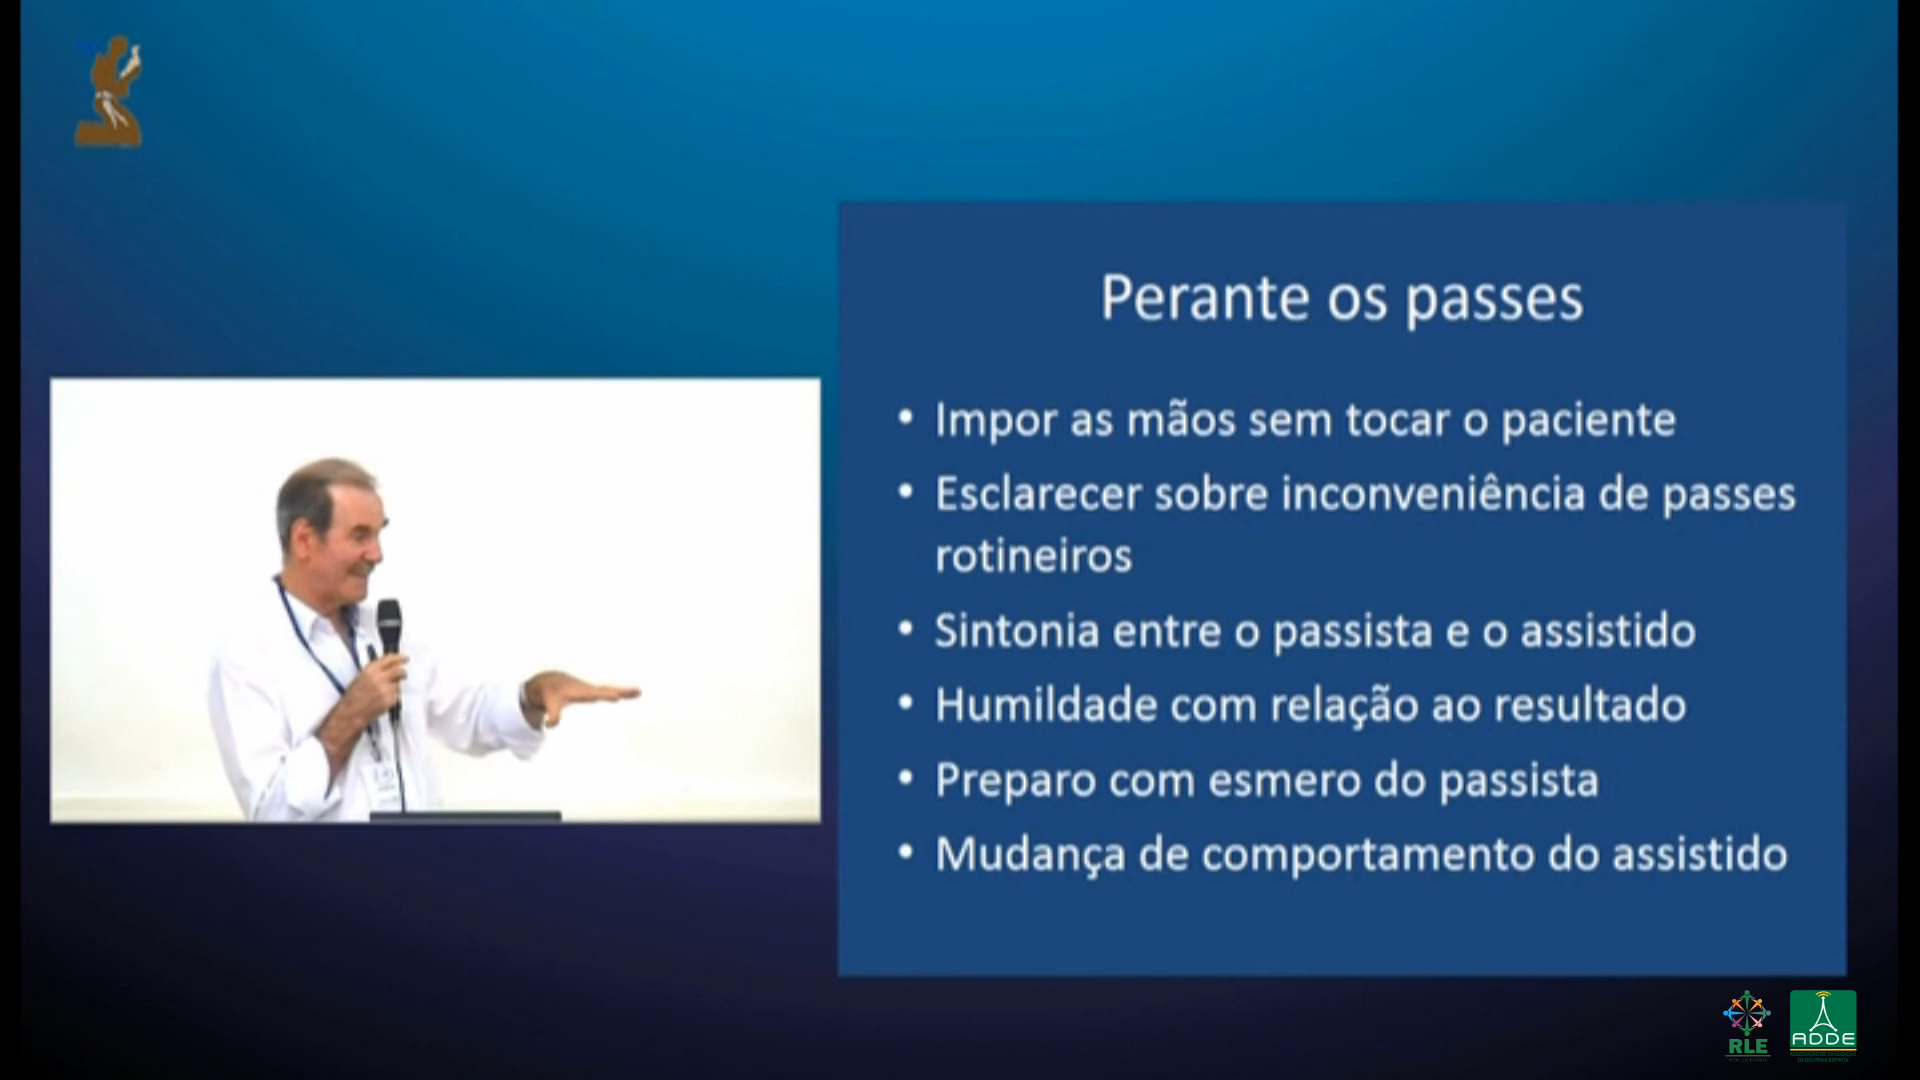 Perante os passes
• Impor as mãos sem tocar o paciente
• Esclarecer sobre inconveniência de passes
rotineiros
• Sintonia entre o passista e o assistido
• Humildade com relação ao resultado
• Preparo com esmero do passista
• Mudança de comportamento do assistido
RLE
ADDE